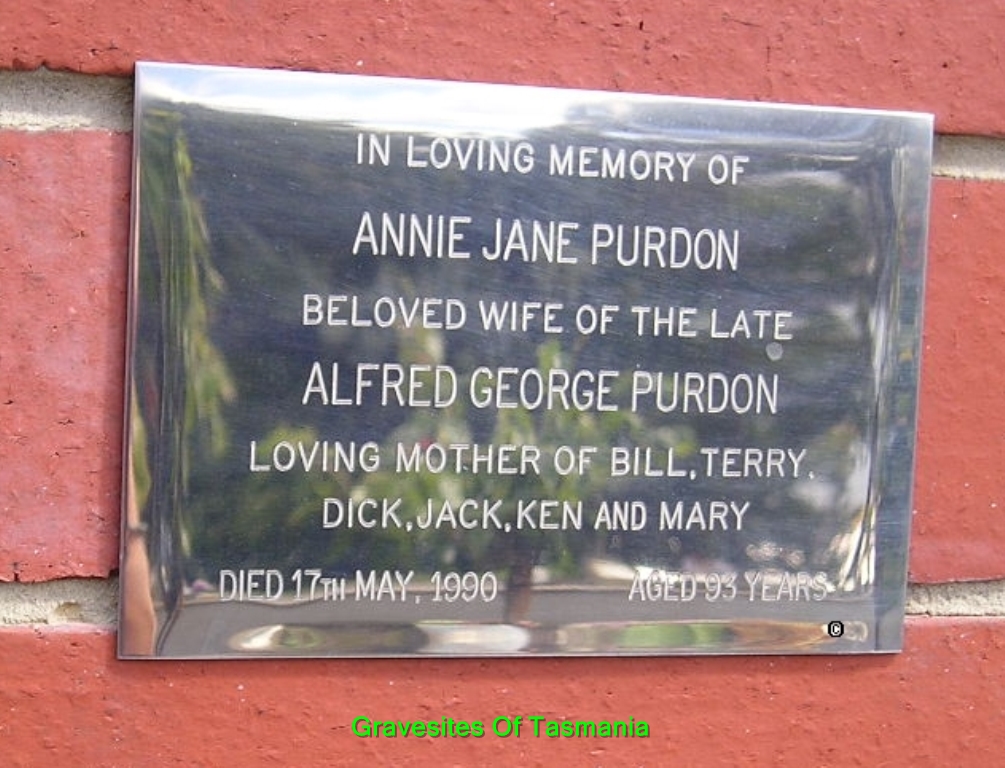 IN LOVING MEMORY OF
ANNIE JANE PURDON
BELOVED WIFE OF THE LATE
ALFRED GEORGE PURDON
LOVING MOTHER OF BILL, TERRY,
DICK, JACK, KEN AND MARY
DIED 17TH MAY, 1990 AGED 93 YEARS
©
Gravesites Of Tasmania